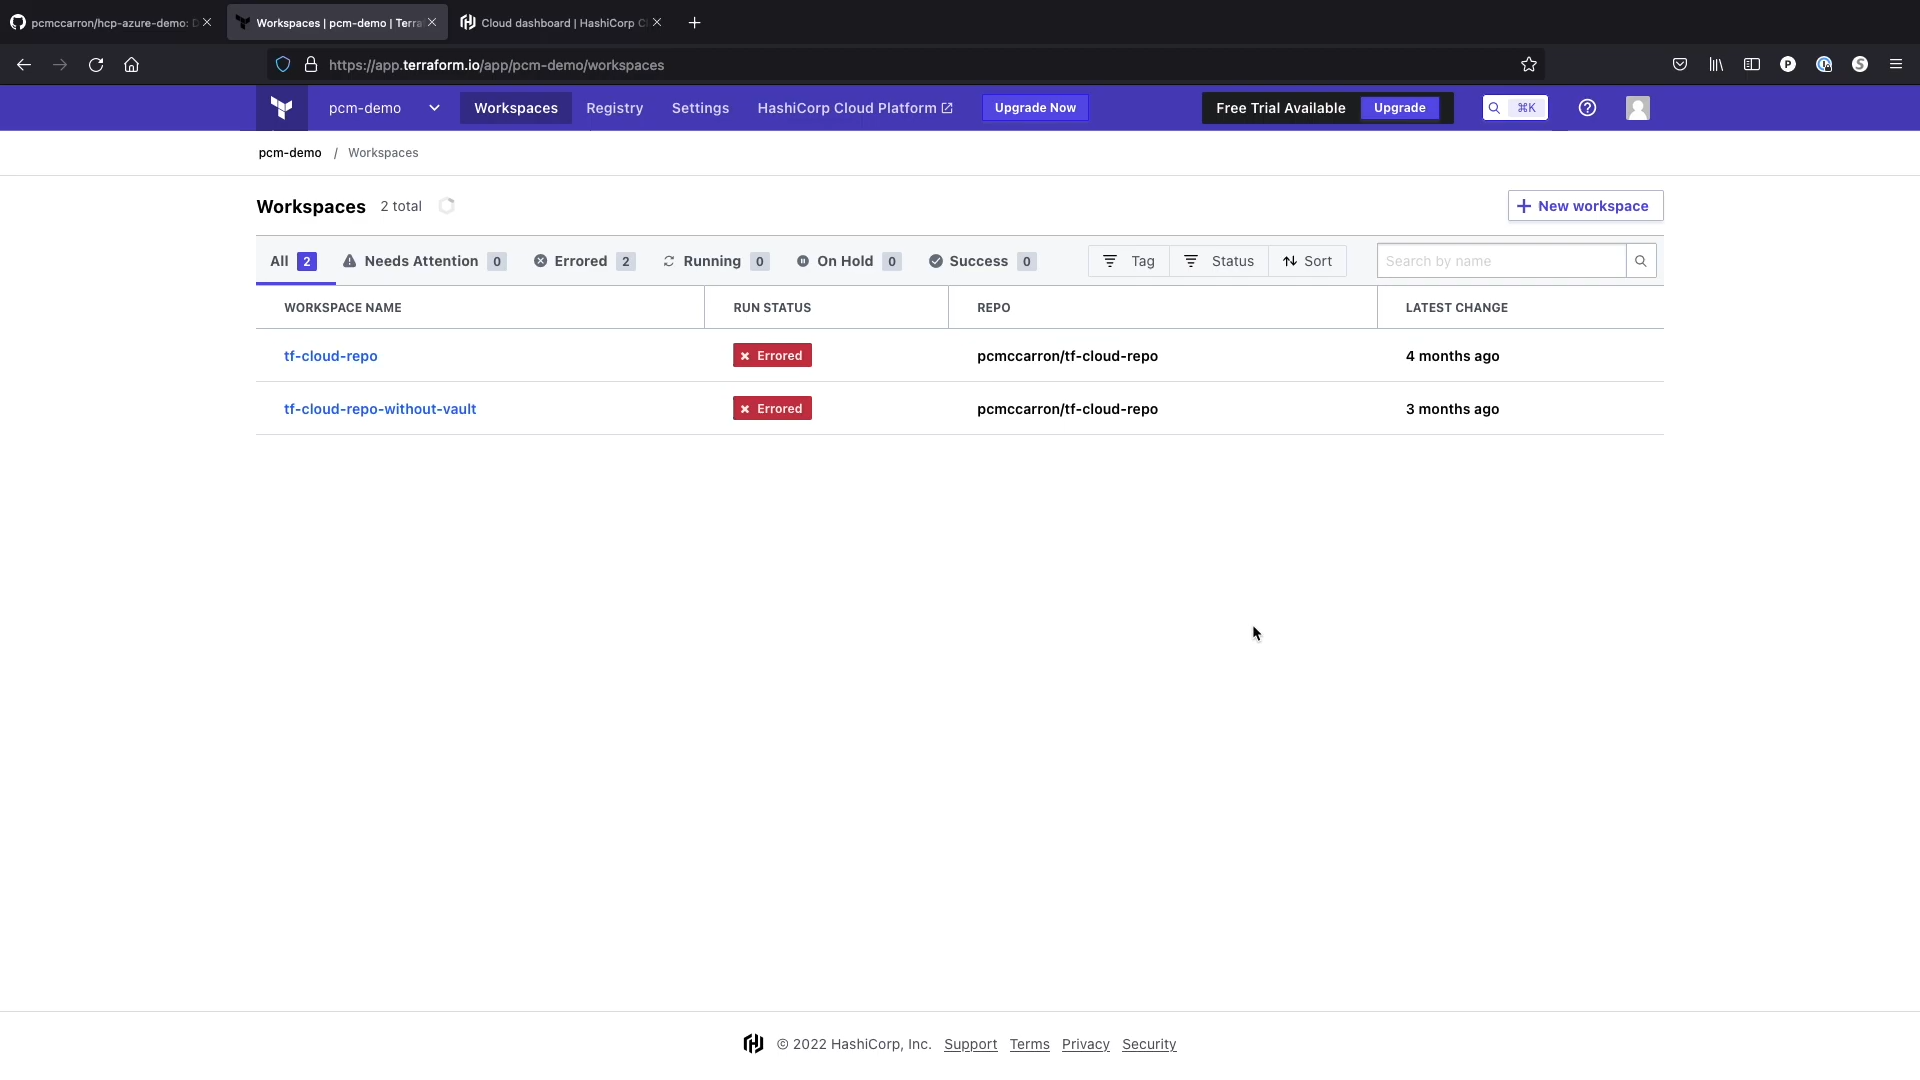 pcmccarron/hcp-azure-demo: D
Workspaces | pcm-demo | Terra
Cloud dashboard | HashiCorp Cl
https://app.terraform.io/app/pcm-demo/workspaces
pcm-demo
Workspaces
Registry
Settings
HashiCorp Cloud Platform
Upgrade Now
Free Trial Available
Upgrade
⌘K
pcm-demo / Workspaces
Workspaces 2 total
New workspace
All 2
Needs Attention 0
Errored 2
Running 0
On Hold 0
Success 0
Tag
Status
Sort
Search by name
WORKSPACE NAME RUN STATUS REPO LATEST CHANGE
tf-cloud-repo Errored pcmccarron/tf-cloud-repo 4 months ago
tf-cloud-repo-without-vault Errored pcmccarron/tf-cloud-repo 3 months ago
© 2022 HashiCorp, Inc. Support Terms Privacy Security